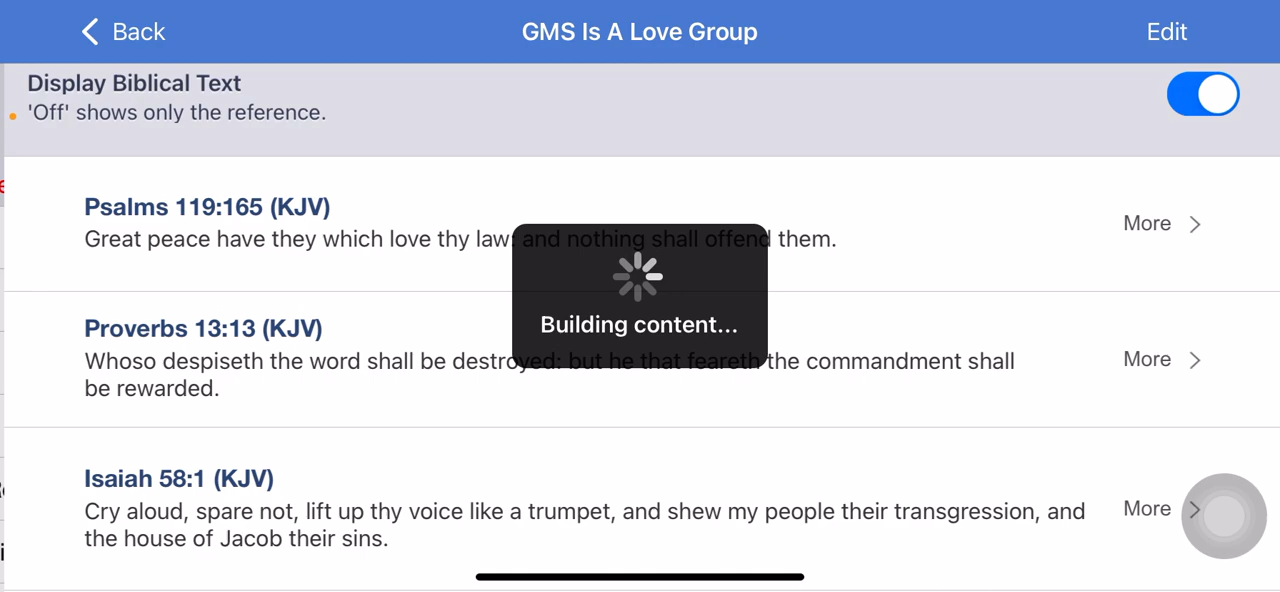 Back
GMS Is A Love Group
Edit
Display Biblical Text
'Off' shows only the reference.
Psalms 119:165 (KJV)
Great peace have they which love thy law: and nothing shall offend them.
More
Building content...
Proverbs 13:13 (KJV)
Whoso despiseth the word shall be destroyed: but he that feareth the commandment shall
be rewarded.
More
Isaiah 58:1 (KJV)
Cry aloud, spare not, lift up thy voice like a trumpet, and shew my people their transgression, and
the house of Jacob their sins.
More